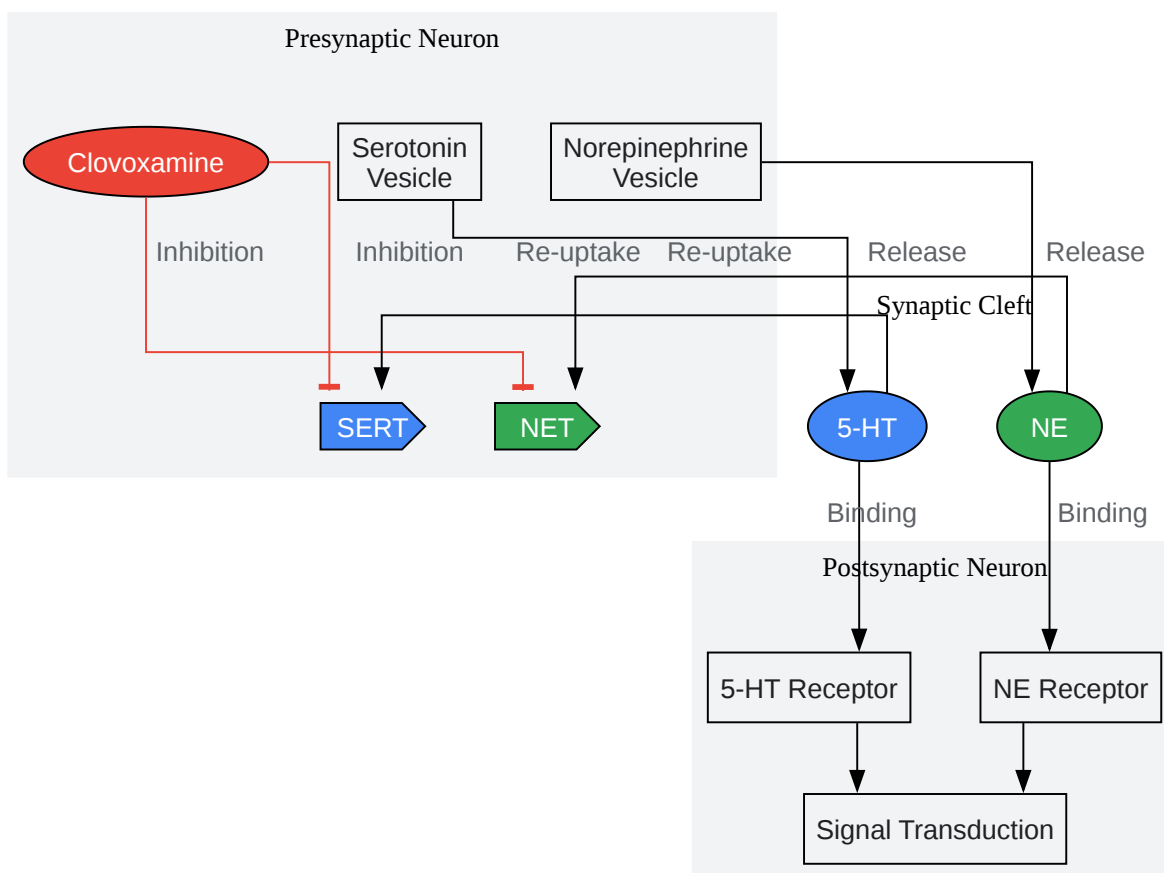 Presynaptic Neuron
Clovoxamine
Serotonin
Vesicle
Norepinephrine
Vesicle
Inhibition
Inhibition
Re-uptake
Re-uptake
Release
Release
Synaptic Cleft
SERT
NET
5-HT
NE
Binding
Binding
Postsynaptic Neuron
5-HT Receptor
NE Receptor
Signal Transduction